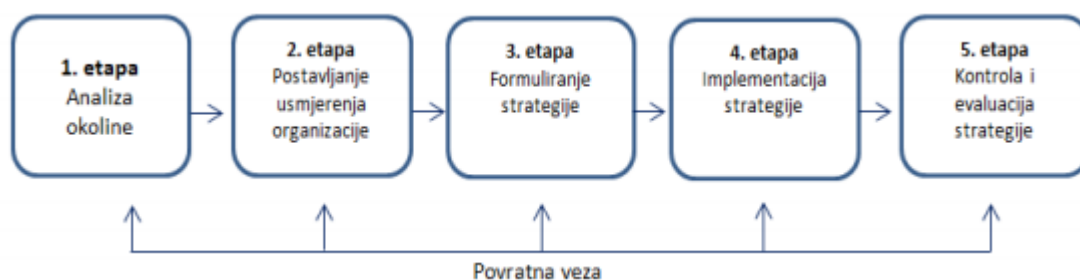 1. etapa
Analiza
okoline
2. etapa
Postavljanje
usmjerenja
organizacije
3. etapa
Formuliranje
strategije
4. etapa
Implementacija
strategije
5. etapa
Kontrola i
evaluacija
strategije
Povratna veza